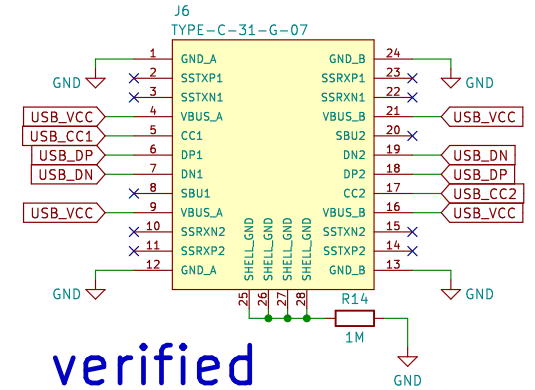 J6
TYPE-C-31-G-07
1 GND_A GND_B 24
GND 2 SSTXP1 SSRXP1 23 GND
3 SSTXN1 SSRXN1 22
USB_VCC 4 VBUS_A VBUS_B 21 USB_VCC
USB_CC1 5 CC1 SBU2 20
USB_DP 6 DP1 DN2 19 USB_DN
USB_DN 7 DN1 DP2 18 USB_DP
8 SBU1 CC2 17 USB_CC2
USB_VCC 9 VBUS_A VBUS_B 16 USB_VCC
10 SSRXN2 SSTXN2 15
11 SSRXP2 SSTXP2 14
12 GND_A GND_B 13
SHELL_GND SHELL_GND SHELL_GND SHELL_GND
GND GND
25 26 27 28
R14
1M
verified
GND